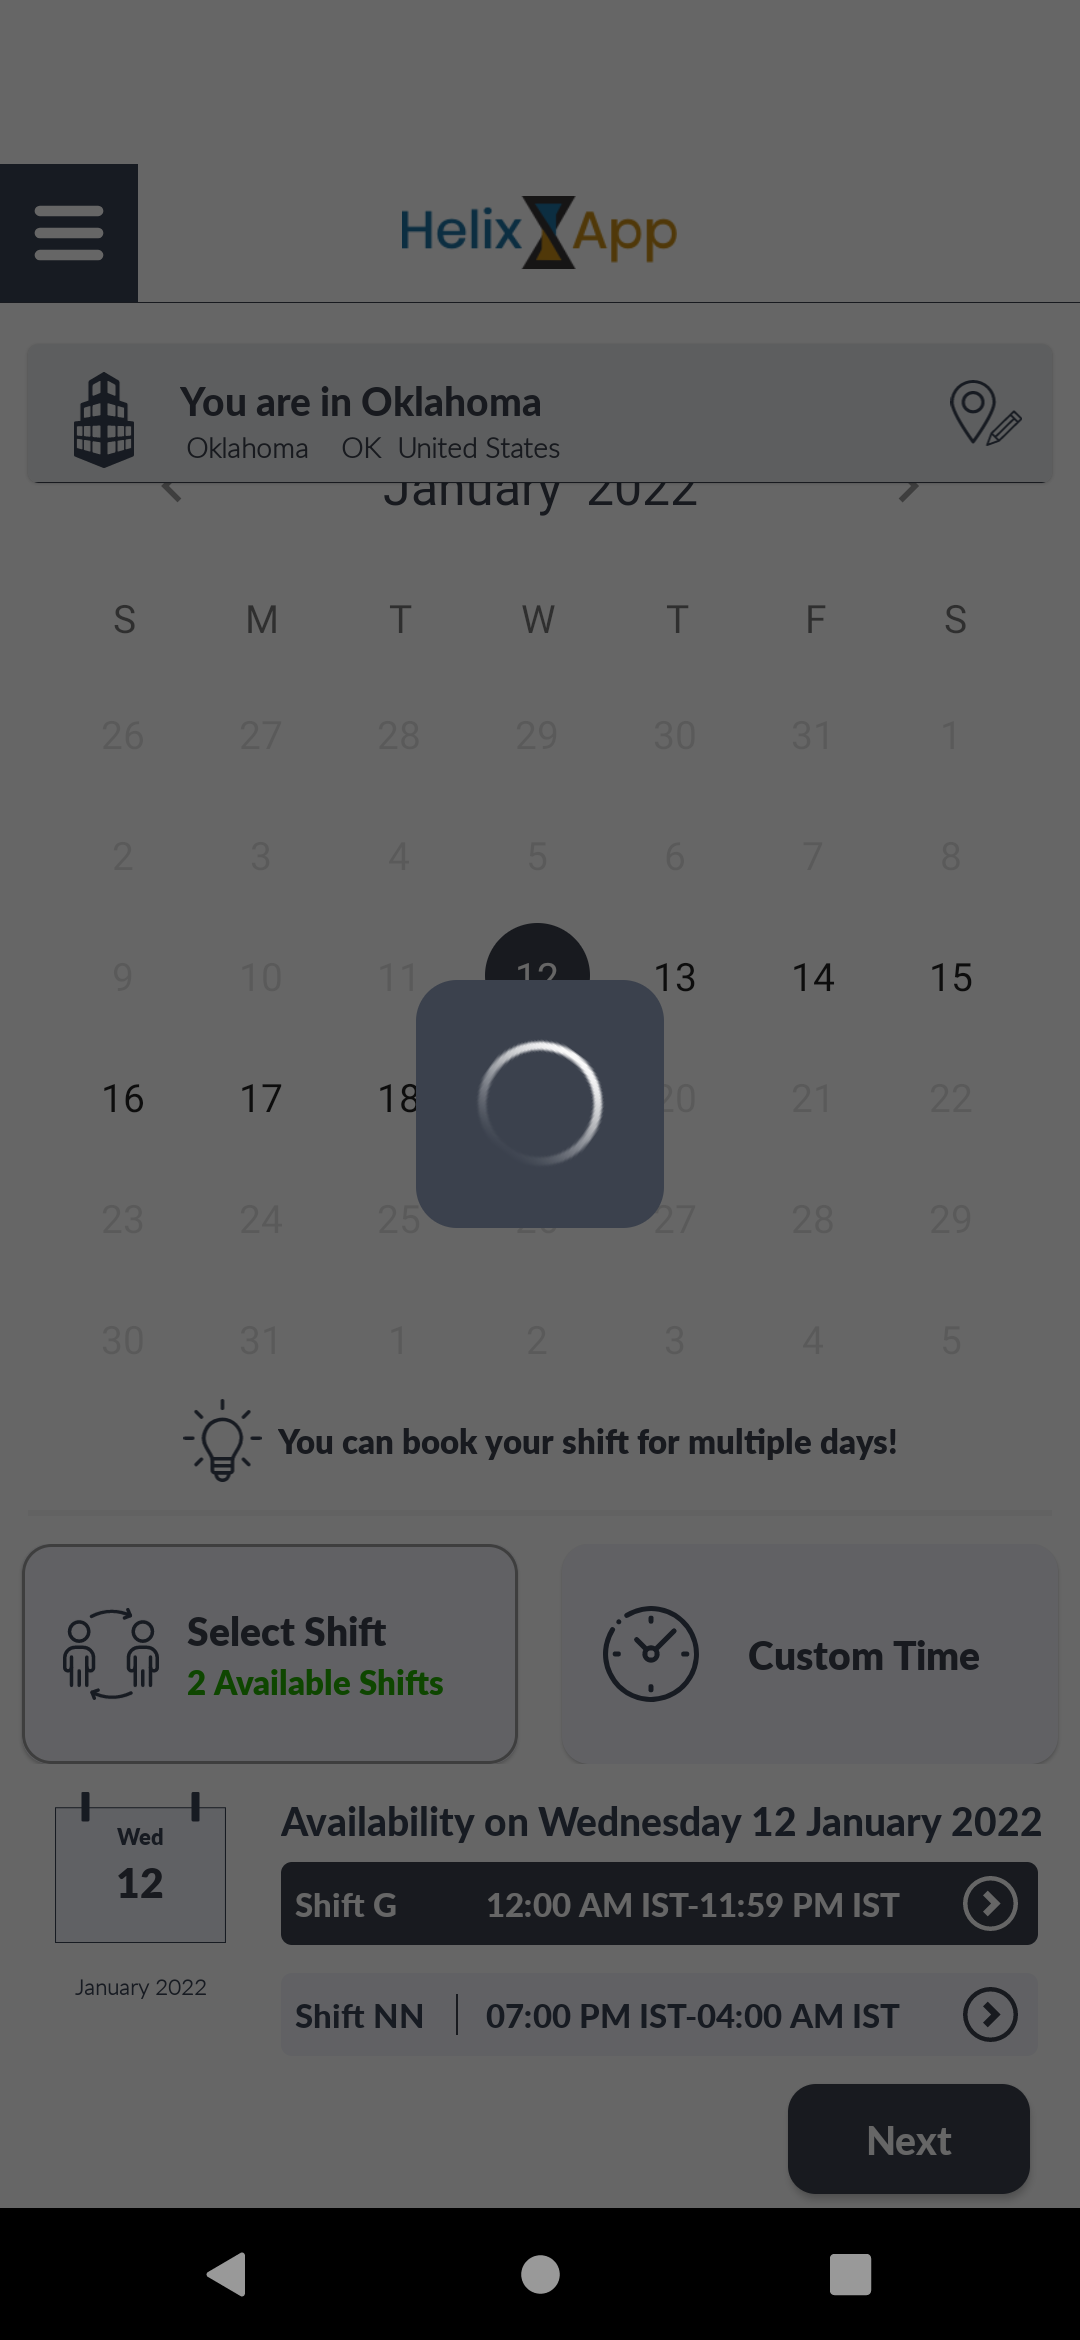 Helix App
You are in Oklahoma
Oklahoma OK United States
January 2022
S M T W T F S
26 27 28 29 30 31 1
2 3 4 5 6 7 8
9 10 11 12 13 14 15
16 17 18 20 21 22
23 24 25 26 27 28 29
30 31 1 2 3 4 5
You can book your shift for multiple days!
Select Shift
2 Available Shifts
Custom Time
Wed
12
January 2022
Availability on Wednesday 12 January 2022
Shift G 12:00 AM IST-11:59 PM IST
Shift NN 07:00 PM IST-04:00 AM IST
Next